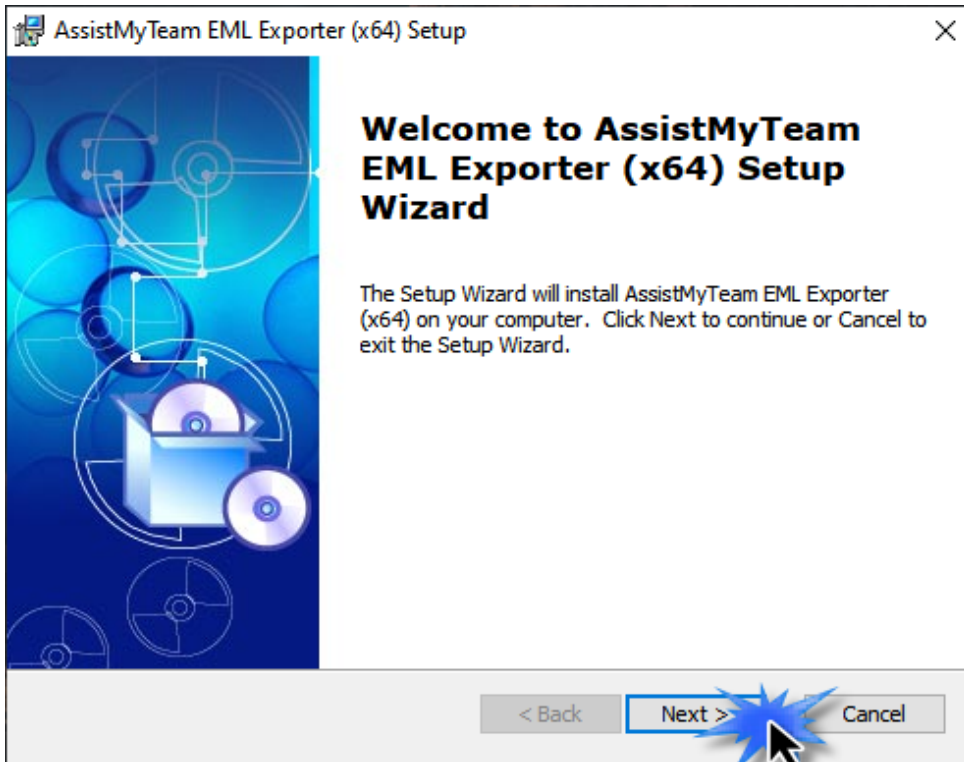 AssistMyTeam EML Exporter (x64) Setup
Welcome to AssistMyTeam
EML Exporter (x64) Setup
Wizard
The Setup Wizard will install AssistMyTeam EML Exporter
(x64) on your computer.  Click Next to continue or Cancel to
exit the Setup Wizard.
< Back
Next >
Cancel